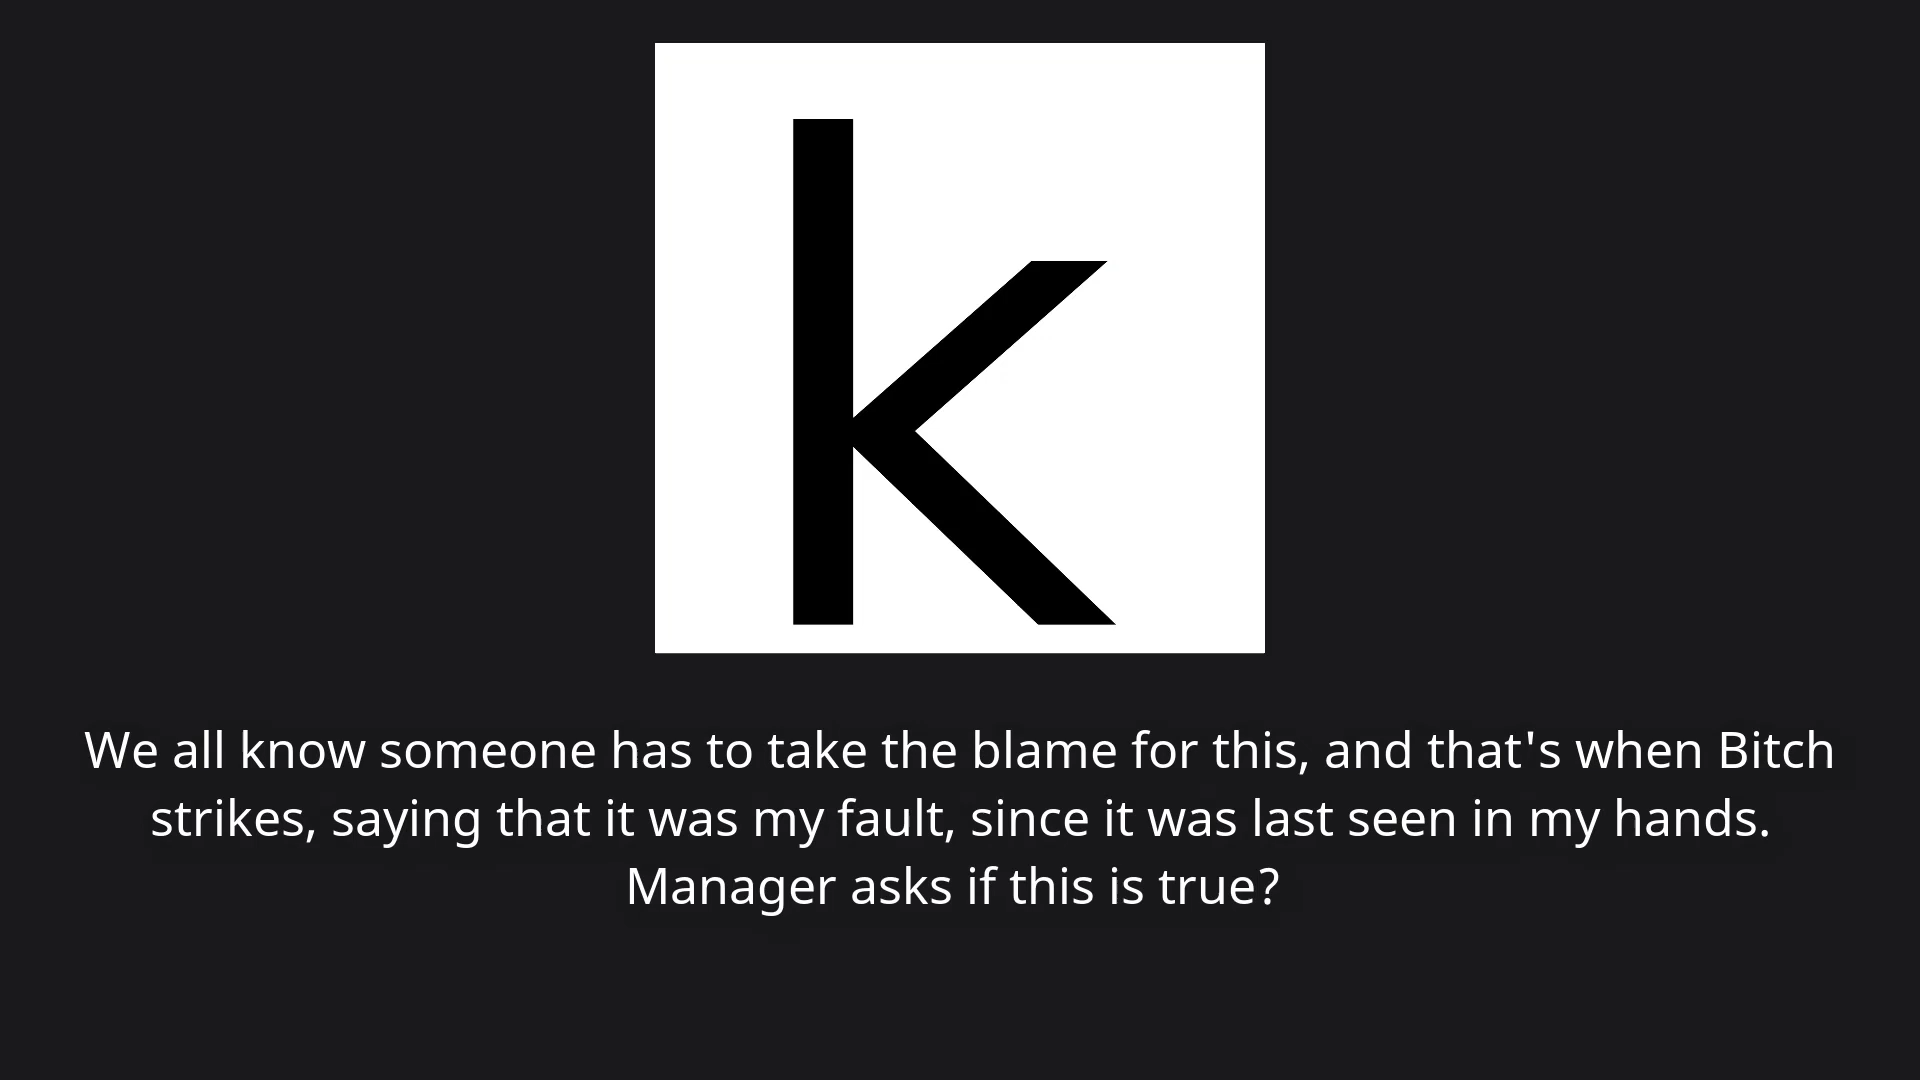 k
We all know someone has to take the blame for this, and that's when Bitch
strikes, saying that it was my fault, since it was last seen in my hands.
Manager asks if this is true?